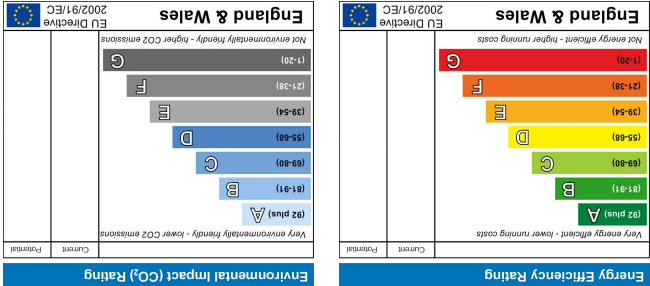 Energy Efficiency Rating
Current Potential
Very energy efficient - lower running costs
(92 plus) A
(81-91) B
(69-80) C
(55-68) D
(39-54) E
(21-38) F
(1-20) G
Not energy efficient - higher running costs
England & Wales
EU Directive
2002/91/EC
Environmental Impact (CO₂) Rating
Current Potential
Very environmentally friendly - lower CO2 emissions
(92 plus) A
(81-91) B
(69-80) C
(55-68) D
(39-54) E
(21-38) F
(1-20) G
Not environmentally friendly - higher CO2 emissions
England & Wales
EU Directive
2002/91/EC